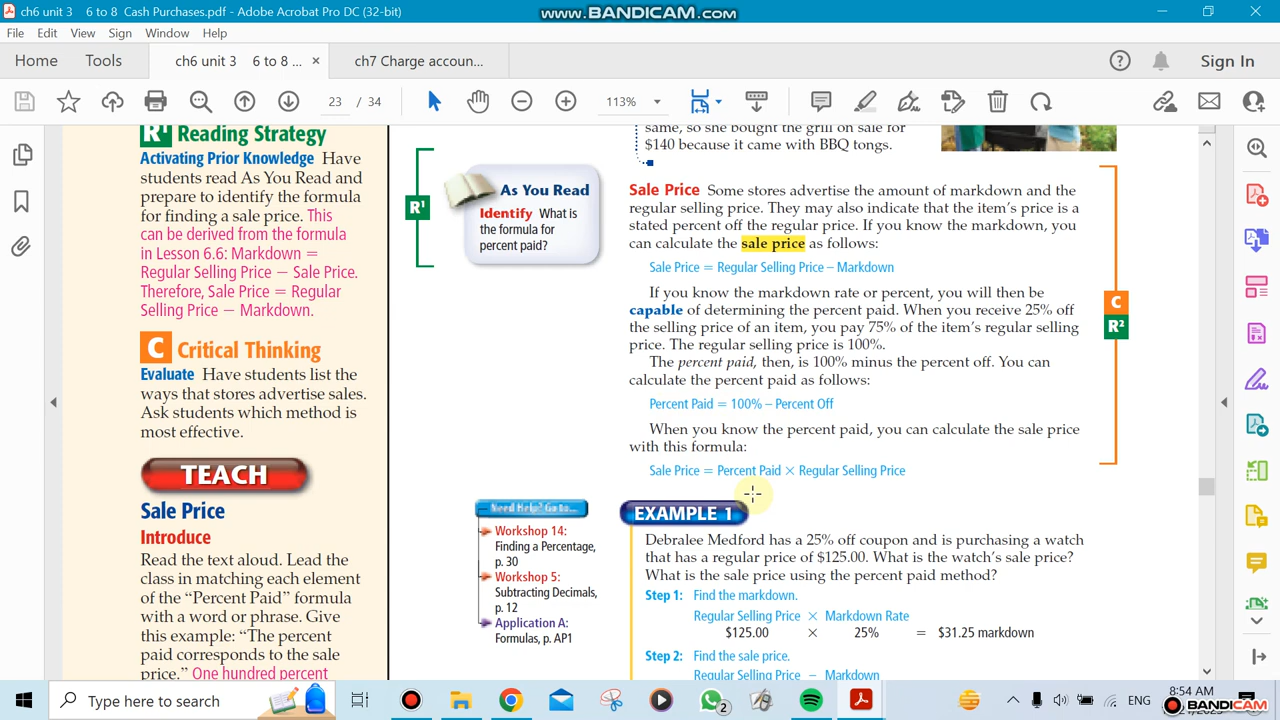 ch6 unit 3    6 to 8  Cash Purchases.pdf - Adobe Acrobat Pro DC (32-bit)
www.BANDICAM.com
File Edit View Sign Window Help
Home Tools ch6 unit 3    6 to 8 ... × ch7 Charge accoun... Sign In
23 / 34 113%
R1 Reading Strategy
Activating Prior Knowledge Have
students read As You Read and
prepare to identify the formula
for finding a sale price. This
can be derived from the formula
in Lesson 6.6: Markdown =
Regular Selling Price − Sale Price.
Therefore, Sale Price = Regular
Selling Price − Markdown.
C Critical Thinking
Evaluate Have students list the
ways that stores advertise sales.
Ask students which method is
most effective.
TEACH
Sale Price
Introduce
Read the text aloud. Lead the
class in matching each element
of the “Percent Paid” formula
with a word or phrase. Give
this example: “The percent
paid corresponds to the sale
price.” One hundred percent
R1
As You Read
Identify What is
the formula for
percent paid?
same, so she bought the grill on sale for
$140 because it came with BBQ tongs.
Sale Price Some stores advertise the amount of markdown and the
regular selling price. They may also indicate that the item’s price is a
stated percent off the regular price. If you know the markdown, you
can calculate the sale price as follows:
Sale Price = Regular Selling Price – Markdown
If you know the markdown rate or percent, you will then be
capable of determining the percent paid. When you receive 25% off
the selling price of an item, you pay 75% of the item’s regular selling
price. The regular selling price is 100%.
The percent paid, then, is 100% minus the percent off. You can
calculate the percent paid as follows:
Percent Paid = 100% – Percent Off
When you know the percent paid, you can calculate the sale price
with this formula:
Sale Price = Percent Paid × Regular Selling Price
C
R2
Need Help? Go to...
Workshop 14:
Finding a Percentage,
p. 30
Workshop 5:
Subtracting Decimals,
p. 12
Application A:
Formulas, p. AP1
EXAMPLE 1
Debralee Medford has a 25% off coupon and is purchasing a watch
that has a regular price of $125.00. What is the watch’s sale price?
What is the sale price using the percent paid method?
Step 1: Find the markdown.
Regular Selling Price × Markdown Rate
$125.00 × 25% = $31.25 markdown
Step 2: Find the sale price.
Regular Selling Price − Markdown
Type here to search
2
ENG
8:54 AM
BANDICAM